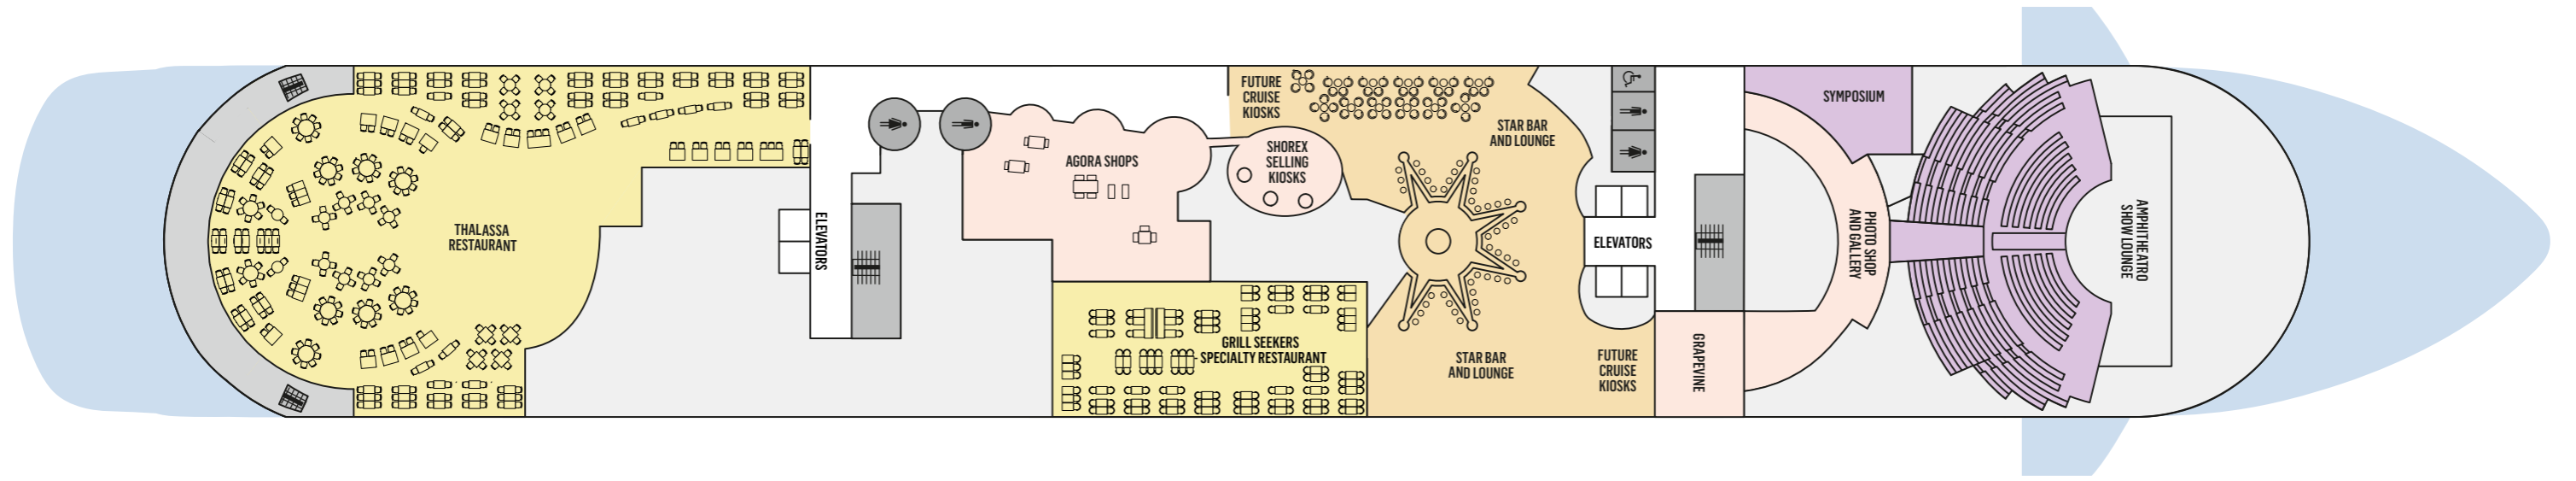 THALASSA
RESTAURANT
ELEVATORS
AGORA SHOPS
SHOREX
SELLING
KIOSKS
FUTURE
CRUISE
KIOSKS
STAR BAR
AND LOUNGE
GRILL SEEKERS
SPECIALTY RESTAURANT
STAR BAR
AND LOUNGE
FUTURE
CRUISE
KIOSKS
ELEVATORS
GRAPEVINE
SYMPOSIUM
PHOTO SHOP
AND GALLERY
AMPHITHEATRO
SHOW LOUNGE